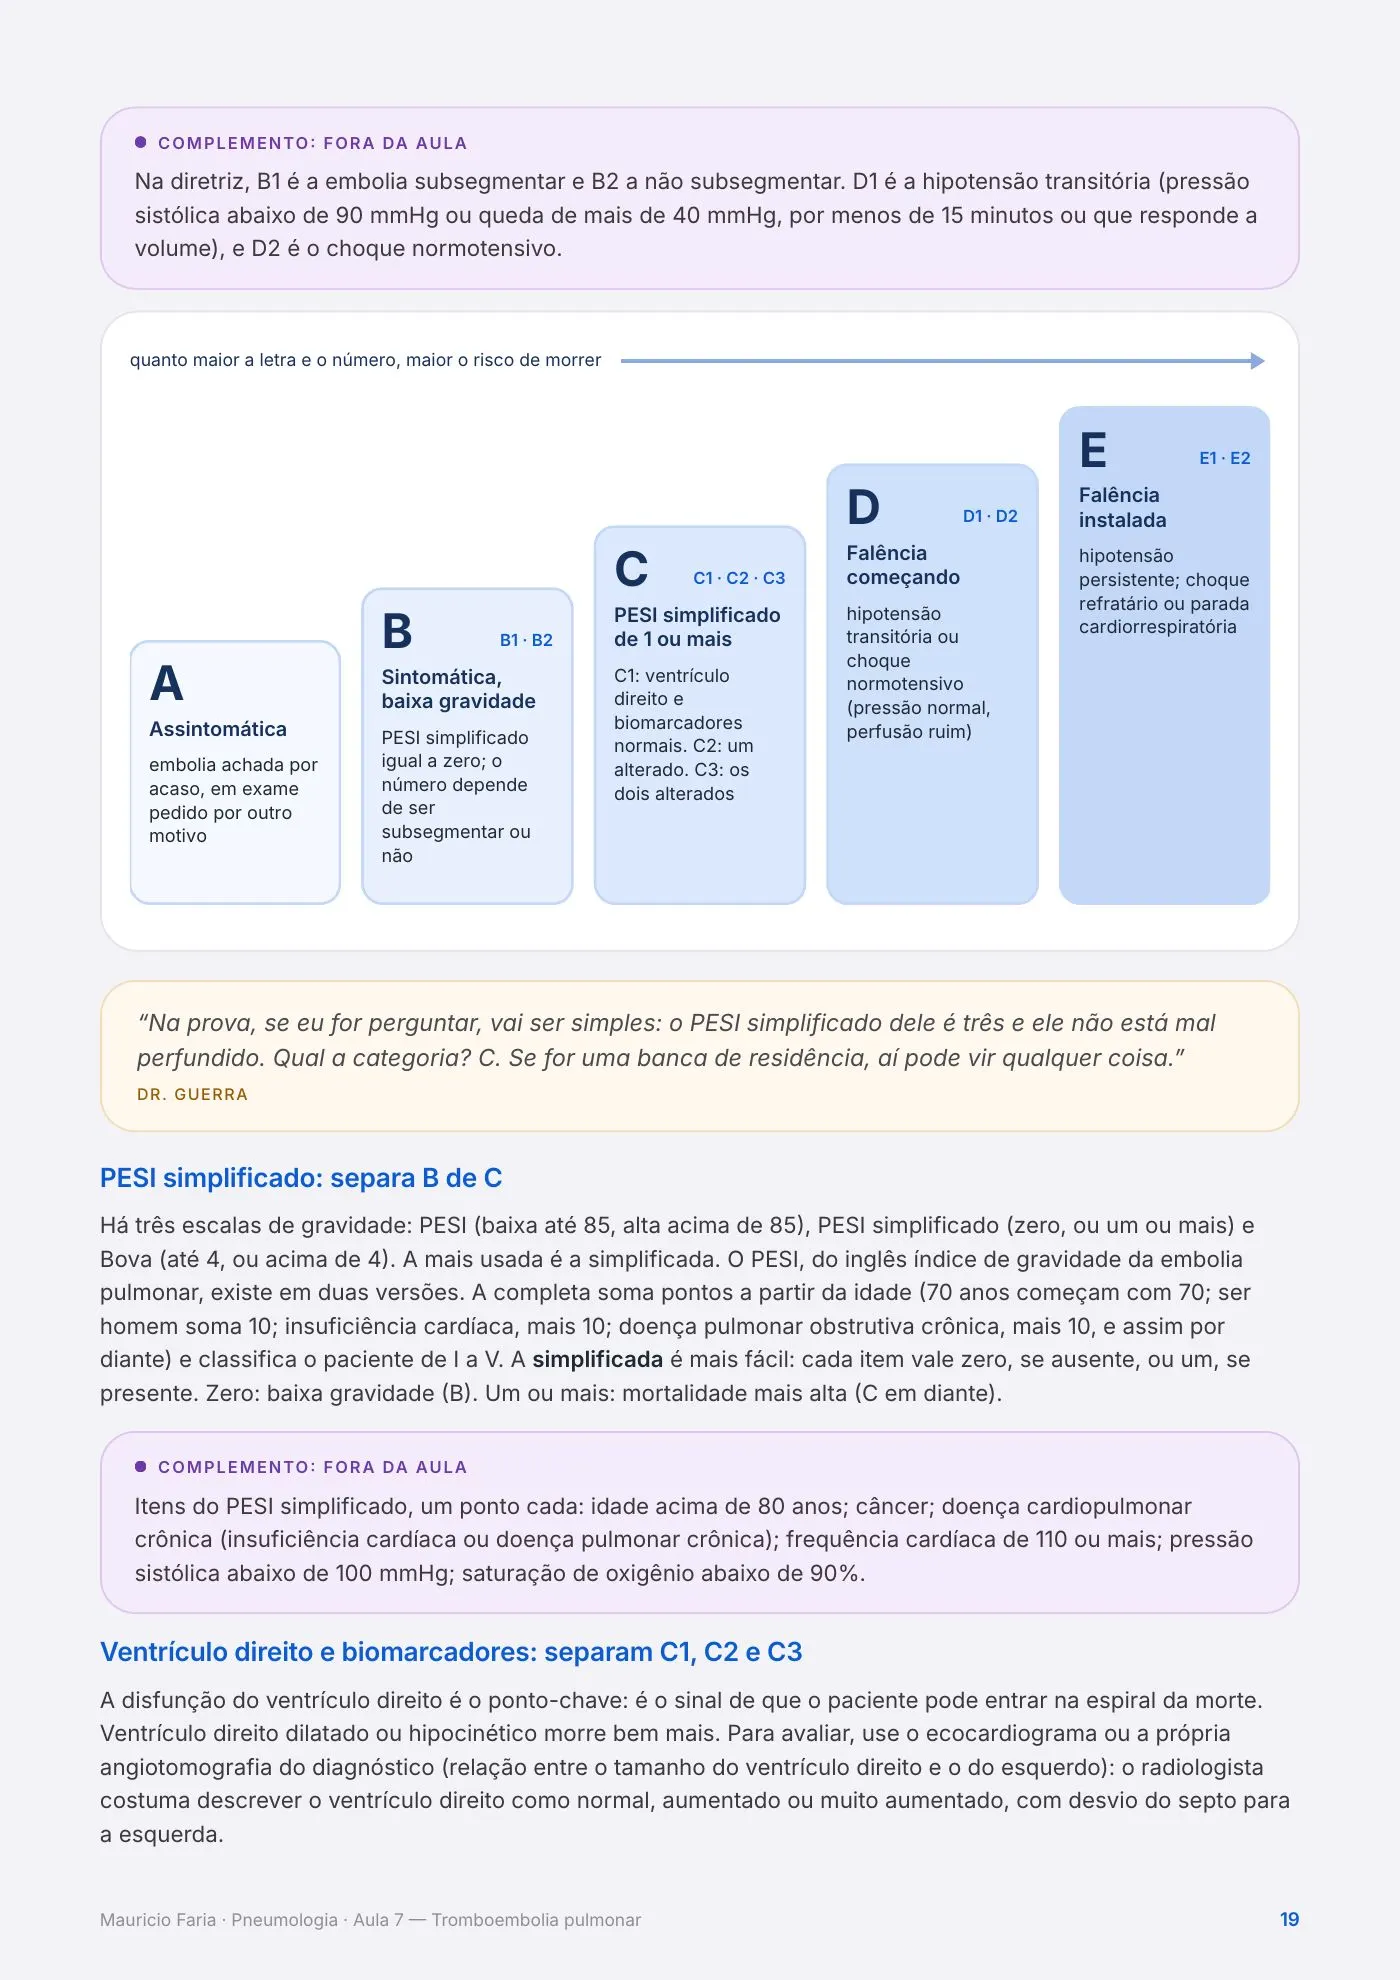 COMPLEMENTO: FORA DA AULA
Na diretriz, B1 é a embolia subsegmentar e B2 a não subsegmentar. D1 é a hipotensão transitória (pressão
sistólica abaixo de 90 mmHg ou queda de mais de 40 mmHg, por menos de 15 minutos ou que responde a
volume), e D2 é o choque normotensivo.
quanto maior a letra e o número, maior o risco de morrer
A
Assintomática
embolia achada por
acaso, em exame
pedido por outro
motivo
B
B1 · B2
Sintomática,
baixa gravidade
PESI simplificado
igual a zero; o
número depende
de ser
subsegmentar ou
não
C
C1 · C2 · C3
PESI simplificado
de 1 ou mais
C1: ventrículo
direito e
biomarcadores
normais. C2: um
alterado. C3: os
dois alterados
D
D1 · D2
Falência
começando
hipotensão
transitória ou
choque
normotensivo
(pressão normal,
perfusão ruim)
E
E1 · E2
Falência
instalada
hipotensão
persistente; choque
refratário ou parada
cardiorrespiratória
“Na prova, se eu for perguntar, vai ser simples: o PESI simplificado dele é três e ele não está mal
perfundido. Qual a categoria? C. Se for uma banca de residência, aí pode vir qualquer coisa.”
DR. GUERRA
PESI simplificado: separa B de C
Há três escalas de gravidade: PESI (baixa até 85, alta acima de 85), PESI simplificado (zero, ou um ou mais) e
Bova (até 4, ou acima de 4). A mais usada é a simplificada. O PESI, do inglês índice de gravidade da embolia
pulmonar, existe em duas versões. A completa soma pontos a partir da idade (70 anos começam com 70; ser
homem soma 10; insuficiência cardíaca, mais 10; doença pulmonar obstrutiva crônica, mais 10, e assim por
diante) e classifica o paciente de I a V. A simplificada é mais fácil: cada item vale zero, se ausente, ou um, se
presente. Zero: baixa gravidade (B). Um ou mais: mortalidade mais alta (C em diante).
COMPLEMENTO: FORA DA AULA
Itens do PESI simplificado, um ponto cada: idade acima de 80 anos; câncer; doença cardiopulmonar
crônica (insuficiência cardíaca ou doença pulmonar crônica); frequência cardíaca de 110 ou mais; pressão
sistólica abaixo de 100 mmHg; saturação de oxigênio abaixo de 90%.
Ventrículo direito e biomarcadores: separam C1, C2 e C3
A disfunção do ventrículo direito é o ponto-chave: é o sinal de que o paciente pode entrar na espiral da morte.
Ventrículo direito dilatado ou hipocinético morre bem mais. Para avaliar, use o ecocardiograma ou a própria
angiotomografia do diagnóstico (relação entre o tamanho do ventrículo direito e o do esquerdo): o radiologista
costuma descrever o ventrículo direito como normal, aumentado ou muito aumentado, com desvio do septo para
a esquerda.
Mauricio Faria · Pneumologia · Aula 7 — Tromboembolia pulmonar
19